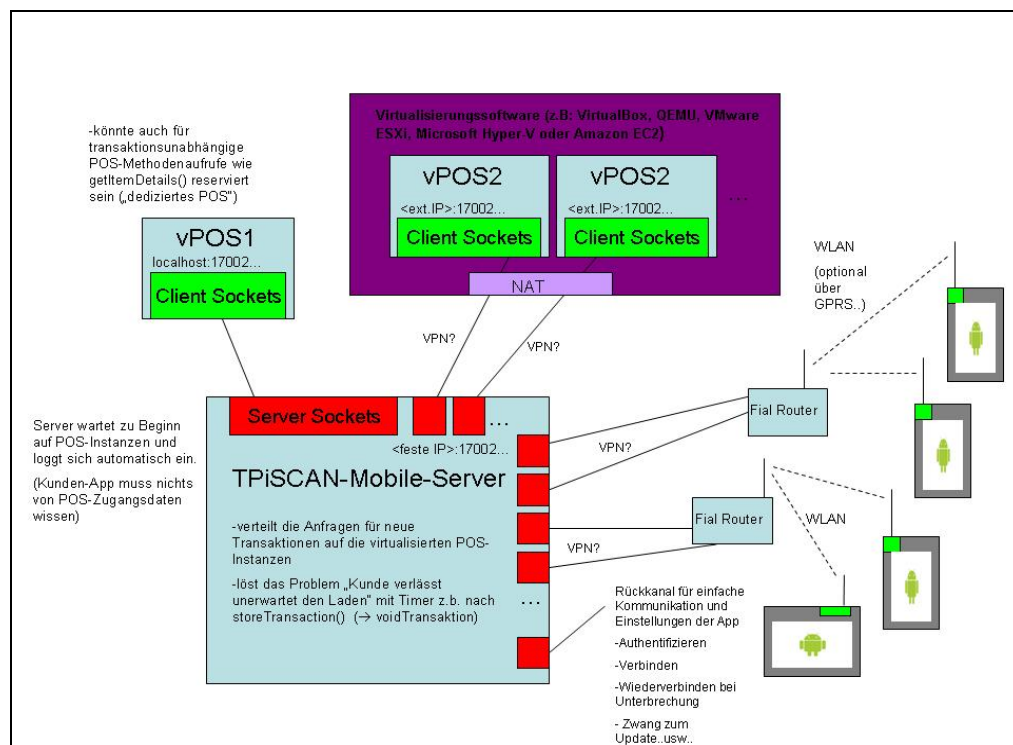 Virtualisierungssoftware (z.B: VirtualBox, QEMU, VMware
ESXi, Microsoft Hyper-V oder Amazon EC2)
-könnte auch für
transaktionsunabhängige
POS-Methodenaufrufe wie
getItemDetails() reserviert
sein („dediziertes POS")
vPOS2
<ext.IP>:17002...
Client Sockets
vPOS2
<ext.IP>:17002...
Client Sockets
...
NAT
vPOS1
localhost:17002...
Client Sockets
WLAN
(optional
über
GPRS..)
VPN?
VPN?
Server wartet zu Beginn
auf POS-Instanzen und
loggt sich automatisch ein.
(Kunden-App muss nichts
von POS-Zugangsdaten
wissen)
Server Sockets
...
<feste IP>:17002...
TPiSCAN-Mobile-Server
-verteilt die Anfragen für neue
Transaktionen auf die virtualisierten POS-
Instanzen
-löst das Problem „Kunde verlässt
unerwartet den Laden" mit Timer z.b. nach
storeTransaction() (→ voidTransaktion)
...
VPN?
Fial Router
VPN?
Fial Router
WLAN
Rückkanal für einfache
Kommunikation und
Einstellungen der App
-Authentifizieren
-Verbinden
-Wiederverbinden bei
Unterbrechung
- Zwang zum
Update..usw..